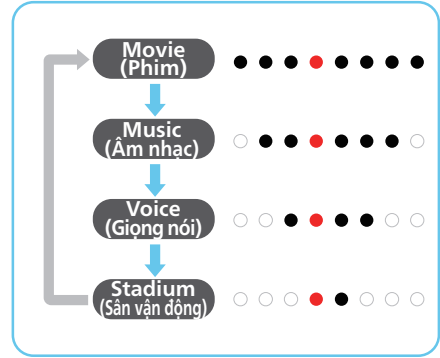 Movie
(Phim)
Music
(Âm nhạc)
Voice
(Giọng nói)
Stadium
(Sân vận động)